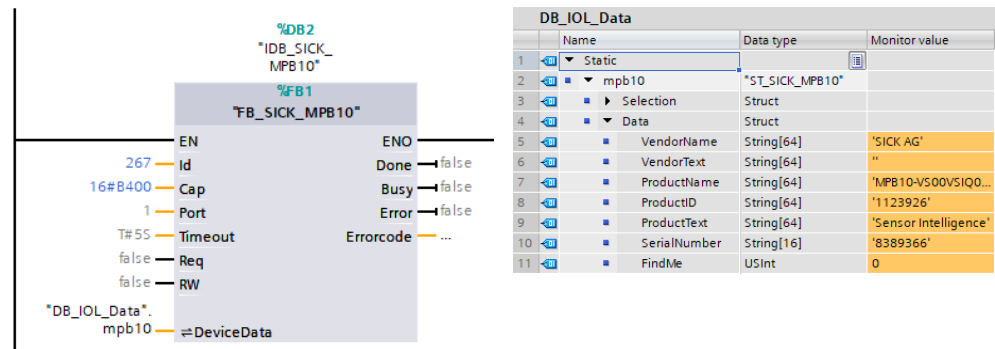 %DB2
"IDB_SICK_
MPB10"
%FB1
"FB_SICK_MPB10"
EN ENO
267 Id Done false
16#B400 Cap Busy false
1 Port Error false
T#5S Timeout Errorcode ...
false Req
false RW
"DB_IOL_Data".
mpb10 DeviceData
DB_IOL_Data
Name Data type Monitor value
1 Static
2 mpb10 "ST_SICK_MPB10"
3 Selection Struct
4 Data Struct
5 VendorName String[64] 'SICK AG'
6 VendorText String[64] ''
7 ProductName String[64] 'MPB10-VS00VSIQ0...
8 ProductID String[64] '1123926'
9 ProductText String[64] 'Sensor Intelligence'
10 SerialNumber String[16] '8389366'
11 FindMe USInt 0